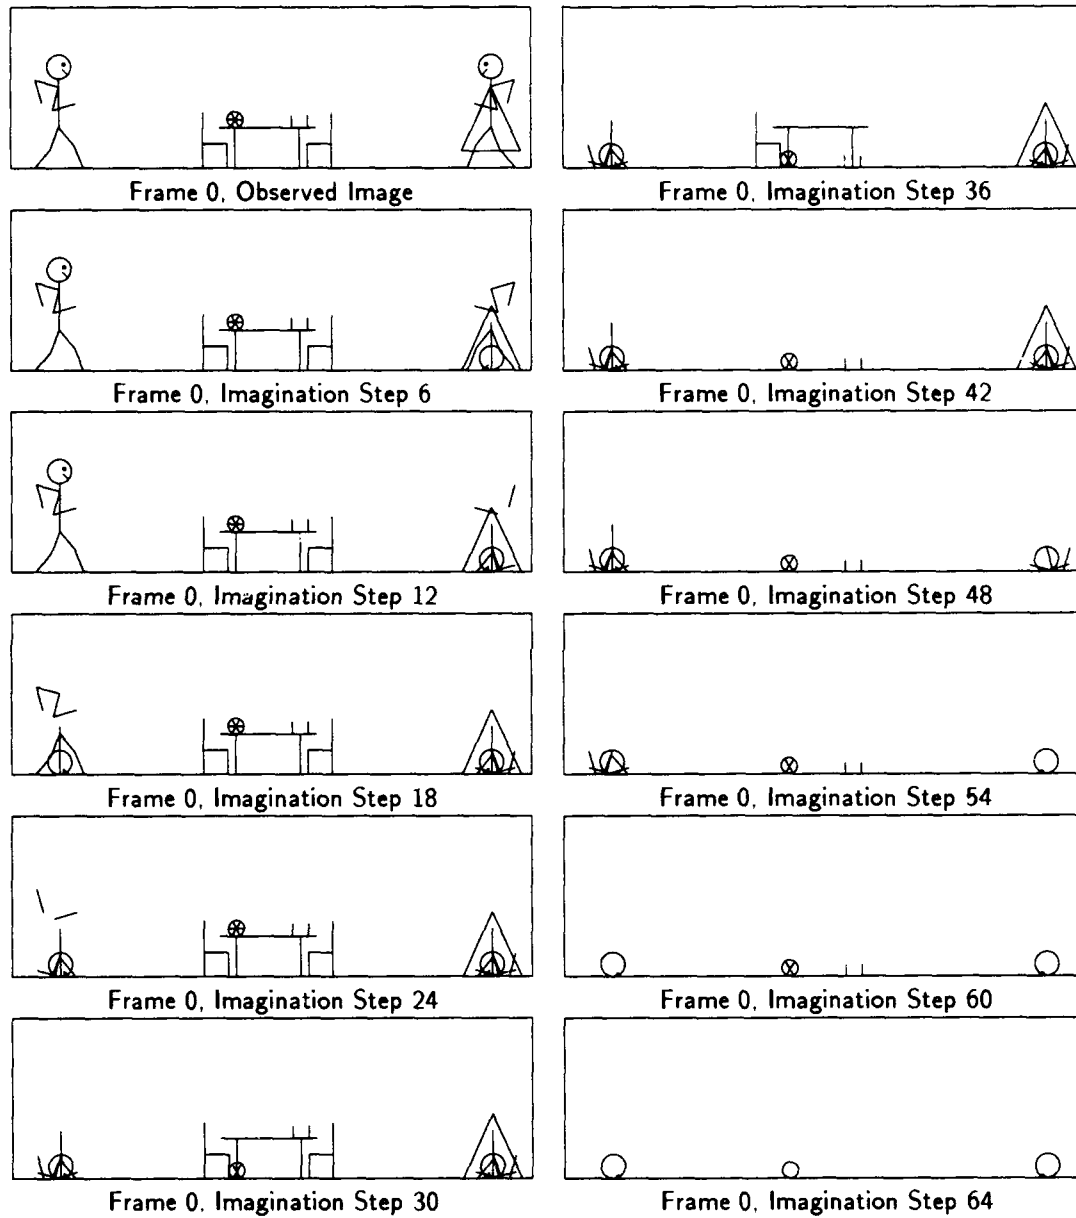 Frame 0, Observed Image
Frame 0, Imagination Step 6
Frame 0, Imagination Step 12
Frame 0, Imagination Step 18
Frame 0, Imagination Step 24
Frame 0, Imagination Step 30
Frame 0, Imagination Step 36
Frame 0, Imagination Step 42
Frame 0, Imagination Step 48
Frame 0, Imagination Step 54
Frame 0, Imagination Step 60
Frame 0, Imagination Step 64